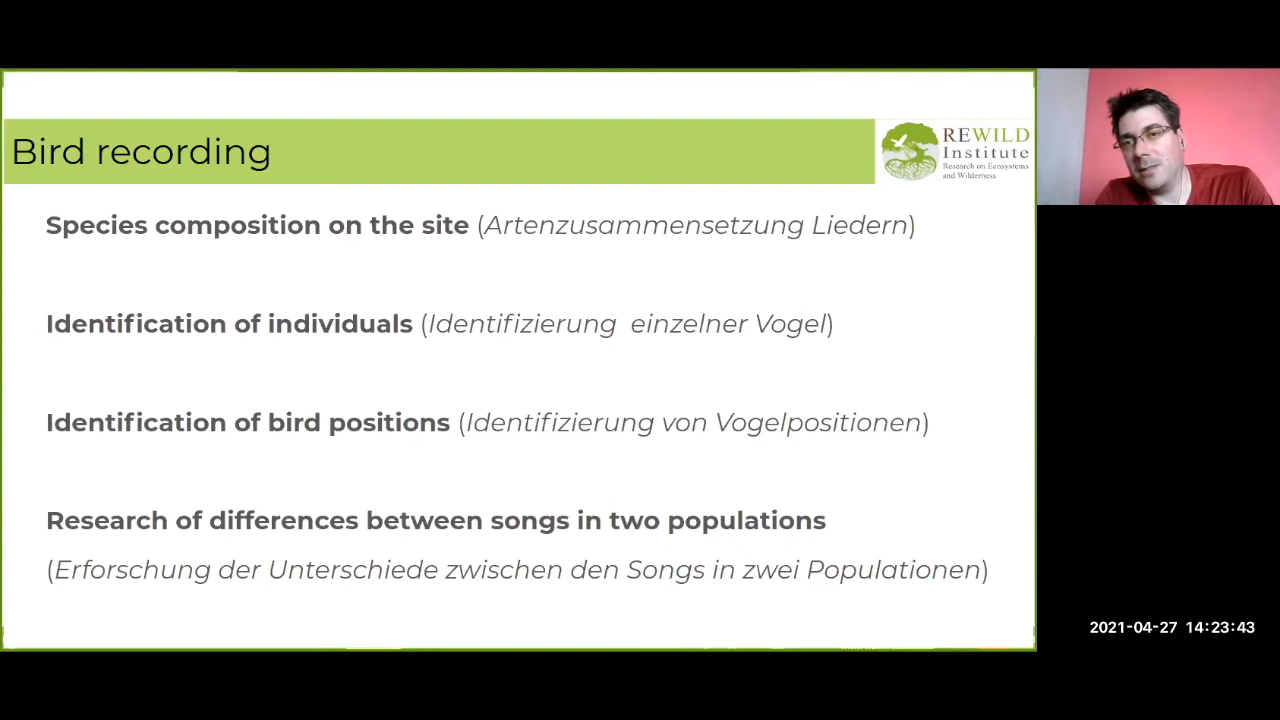 Bird recording
REWILD
Institute
Research on Ecosystems
and Wilderness
Species composition on the site (Artenzusammensetzung Liedern)
Identification of individuals (Identifizierung einzelner Vogel)
Identification of bird positions (Identifizierung von Vogelpositionen)
Research of differences between songs in two populations
(Erforschung der Unterschiede zwischen den Songs in zwei Populationen)
2021-04-27 14:23:43